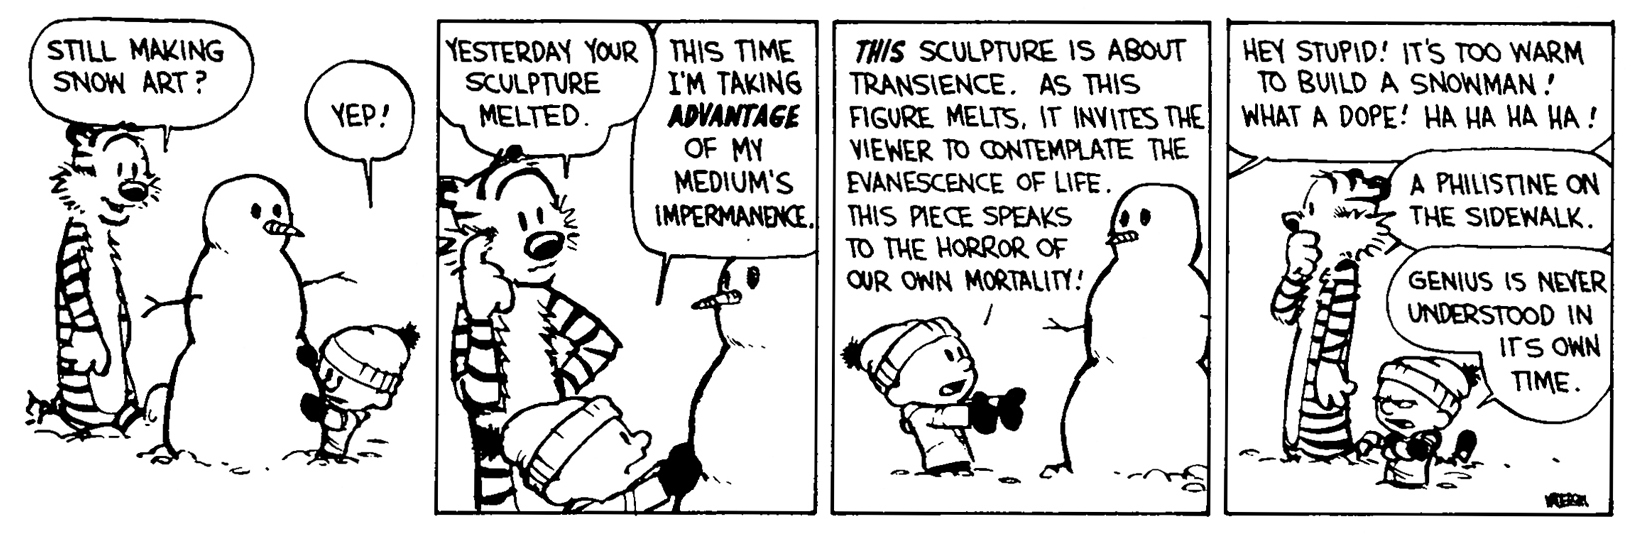 STILL MAKING
SNOW ART?
YEP!
YESTERDAY YOUR
SCULPTURE
MELTED.
THIS TIME
I'M TAKING
ADVANTAGE
OF MY
MEDIUM'S
IMPERMANENCE.
THIS SCULPTURE IS ABOUT
TRANSIENCE. AS THIS
FIGURE MELTS, IT INVITES THE
VIEWER TO CONTEMPLATE THE
EVANESCENCE OF LIFE.
THIS PIECE SPEAKS
TO THE HORROR OF
OUR OWN MORTALITY!
HEY STUPID! IT'S TOO WARM
TO BUILD A SNOWMAN!
WHAT A DOPE! HA HA HA HA!
A PHILISTINE ON
THE SIDEWALK.
GENIUS IS NEVER
UNDERSTOOD IN
ITS OWN
TIME.